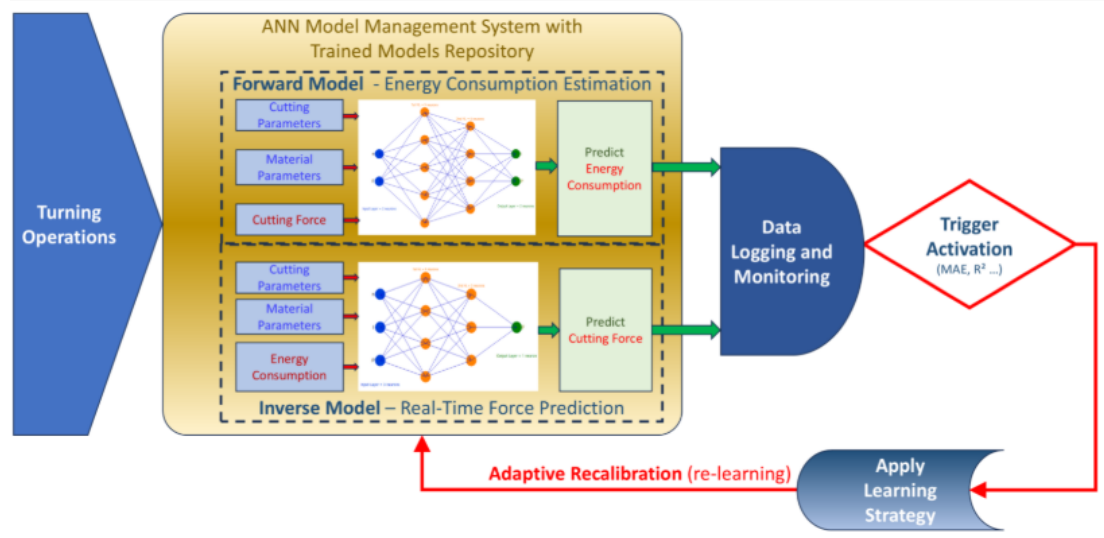 ANN Model Management System with
Trained Models Repository
Forward Model - Energy Consumption Estimation
Cutting
Parameters
Material
Parameters
Cutting Force
Predict
Energy
Consumption
Turning
Operations
Data
Logging and
Monitoring
Trigger
Activation
(MAE, R² ...)
Cutting
Parameters
Material
Parameters
Energy
Consumption
Predict
Cutting Force
Inverse Model – Real-Time Force Prediction
Adaptive Recalibration (re-learning)
Apply
Learning
Strategy